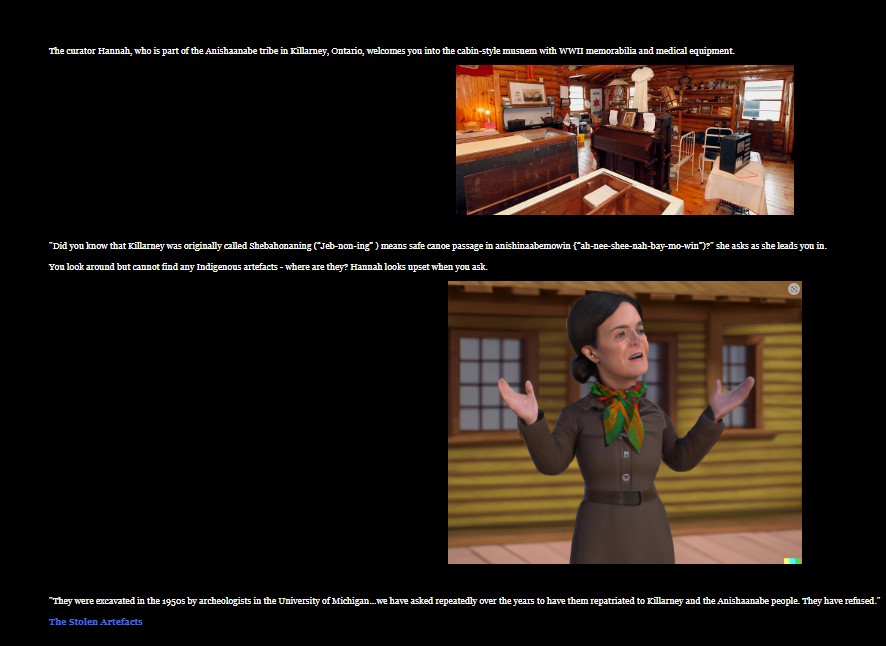 The curator Hannah, who is part of the Anishaanabe tribe in Killarney, Ontario, welcomes you into the cabin-style musuem with WWII memorabilia and medical equipment.
"Did you know that Killarney was originally called Shebahonaning ("Jeb-non-ing" ) means safe canoe passage in anishinaabemowin {"ah-nee-shee-nah-bay-mo-win")?" she asks as she leads you in.
You look around but cannot find any Indigenous artefacts - where are they? Hannah looks upset when you ask.
"They were excavated in the 1950s by archeologists in the University of Michigan...we have asked repeatedly over the years to have them repatriated to Killarney and the Anishaanabe people. They have refused."
The Stolen Artefacts